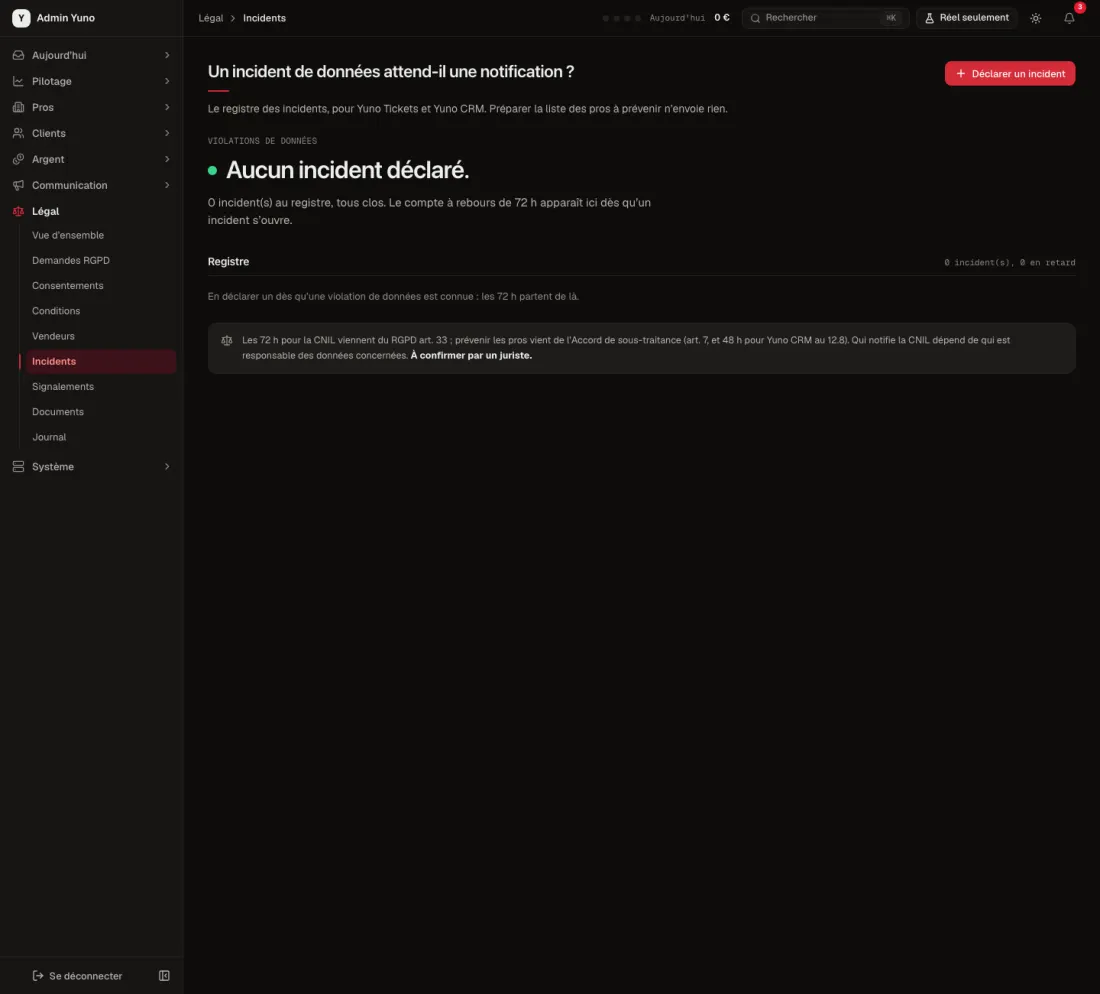 Y Admin Yuno
Légal > Incidents
Aujourd'hui 0 €
Rechercher ⌘K
Réel seulement
3
Aujourd'hui
Pilotage
Pros
Clients
Argent
Communication
Légal
Vue d'ensemble
Demandes RGPD
Consentements
Conditions
Vendeurs
Incidents
Signalements
Documents
Journal
Système
Se déconnecter
Un incident de données attend-il une notification ?
+ Déclarer un incident
Le registre des incidents, pour Yuno Tickets et Yuno CRM. Préparer la liste des pros à prévenir n'envoie rien.
VIOLATIONS DE DONNÉES
Aucun incident déclaré.
0 incident(s) au registre, tous clos. Le compte à rebours de 72 h apparaît ici dès qu'un
incident s'ouvre.
Registre
0 incident(s), 0 en retard
En déclarer un dès qu'une violation de données est connue : les 72 h partent de là.
Les 72 h pour la CNIL viennent du RGPD art. 33 ; prévenir les pros vient de l'Accord de sous-traitance (art. 7, et 48 h pour Yuno CRM au 12.8). Qui notifie la CNIL dépend de qui est
responsable des données concernées. À confirmer par un juriste.